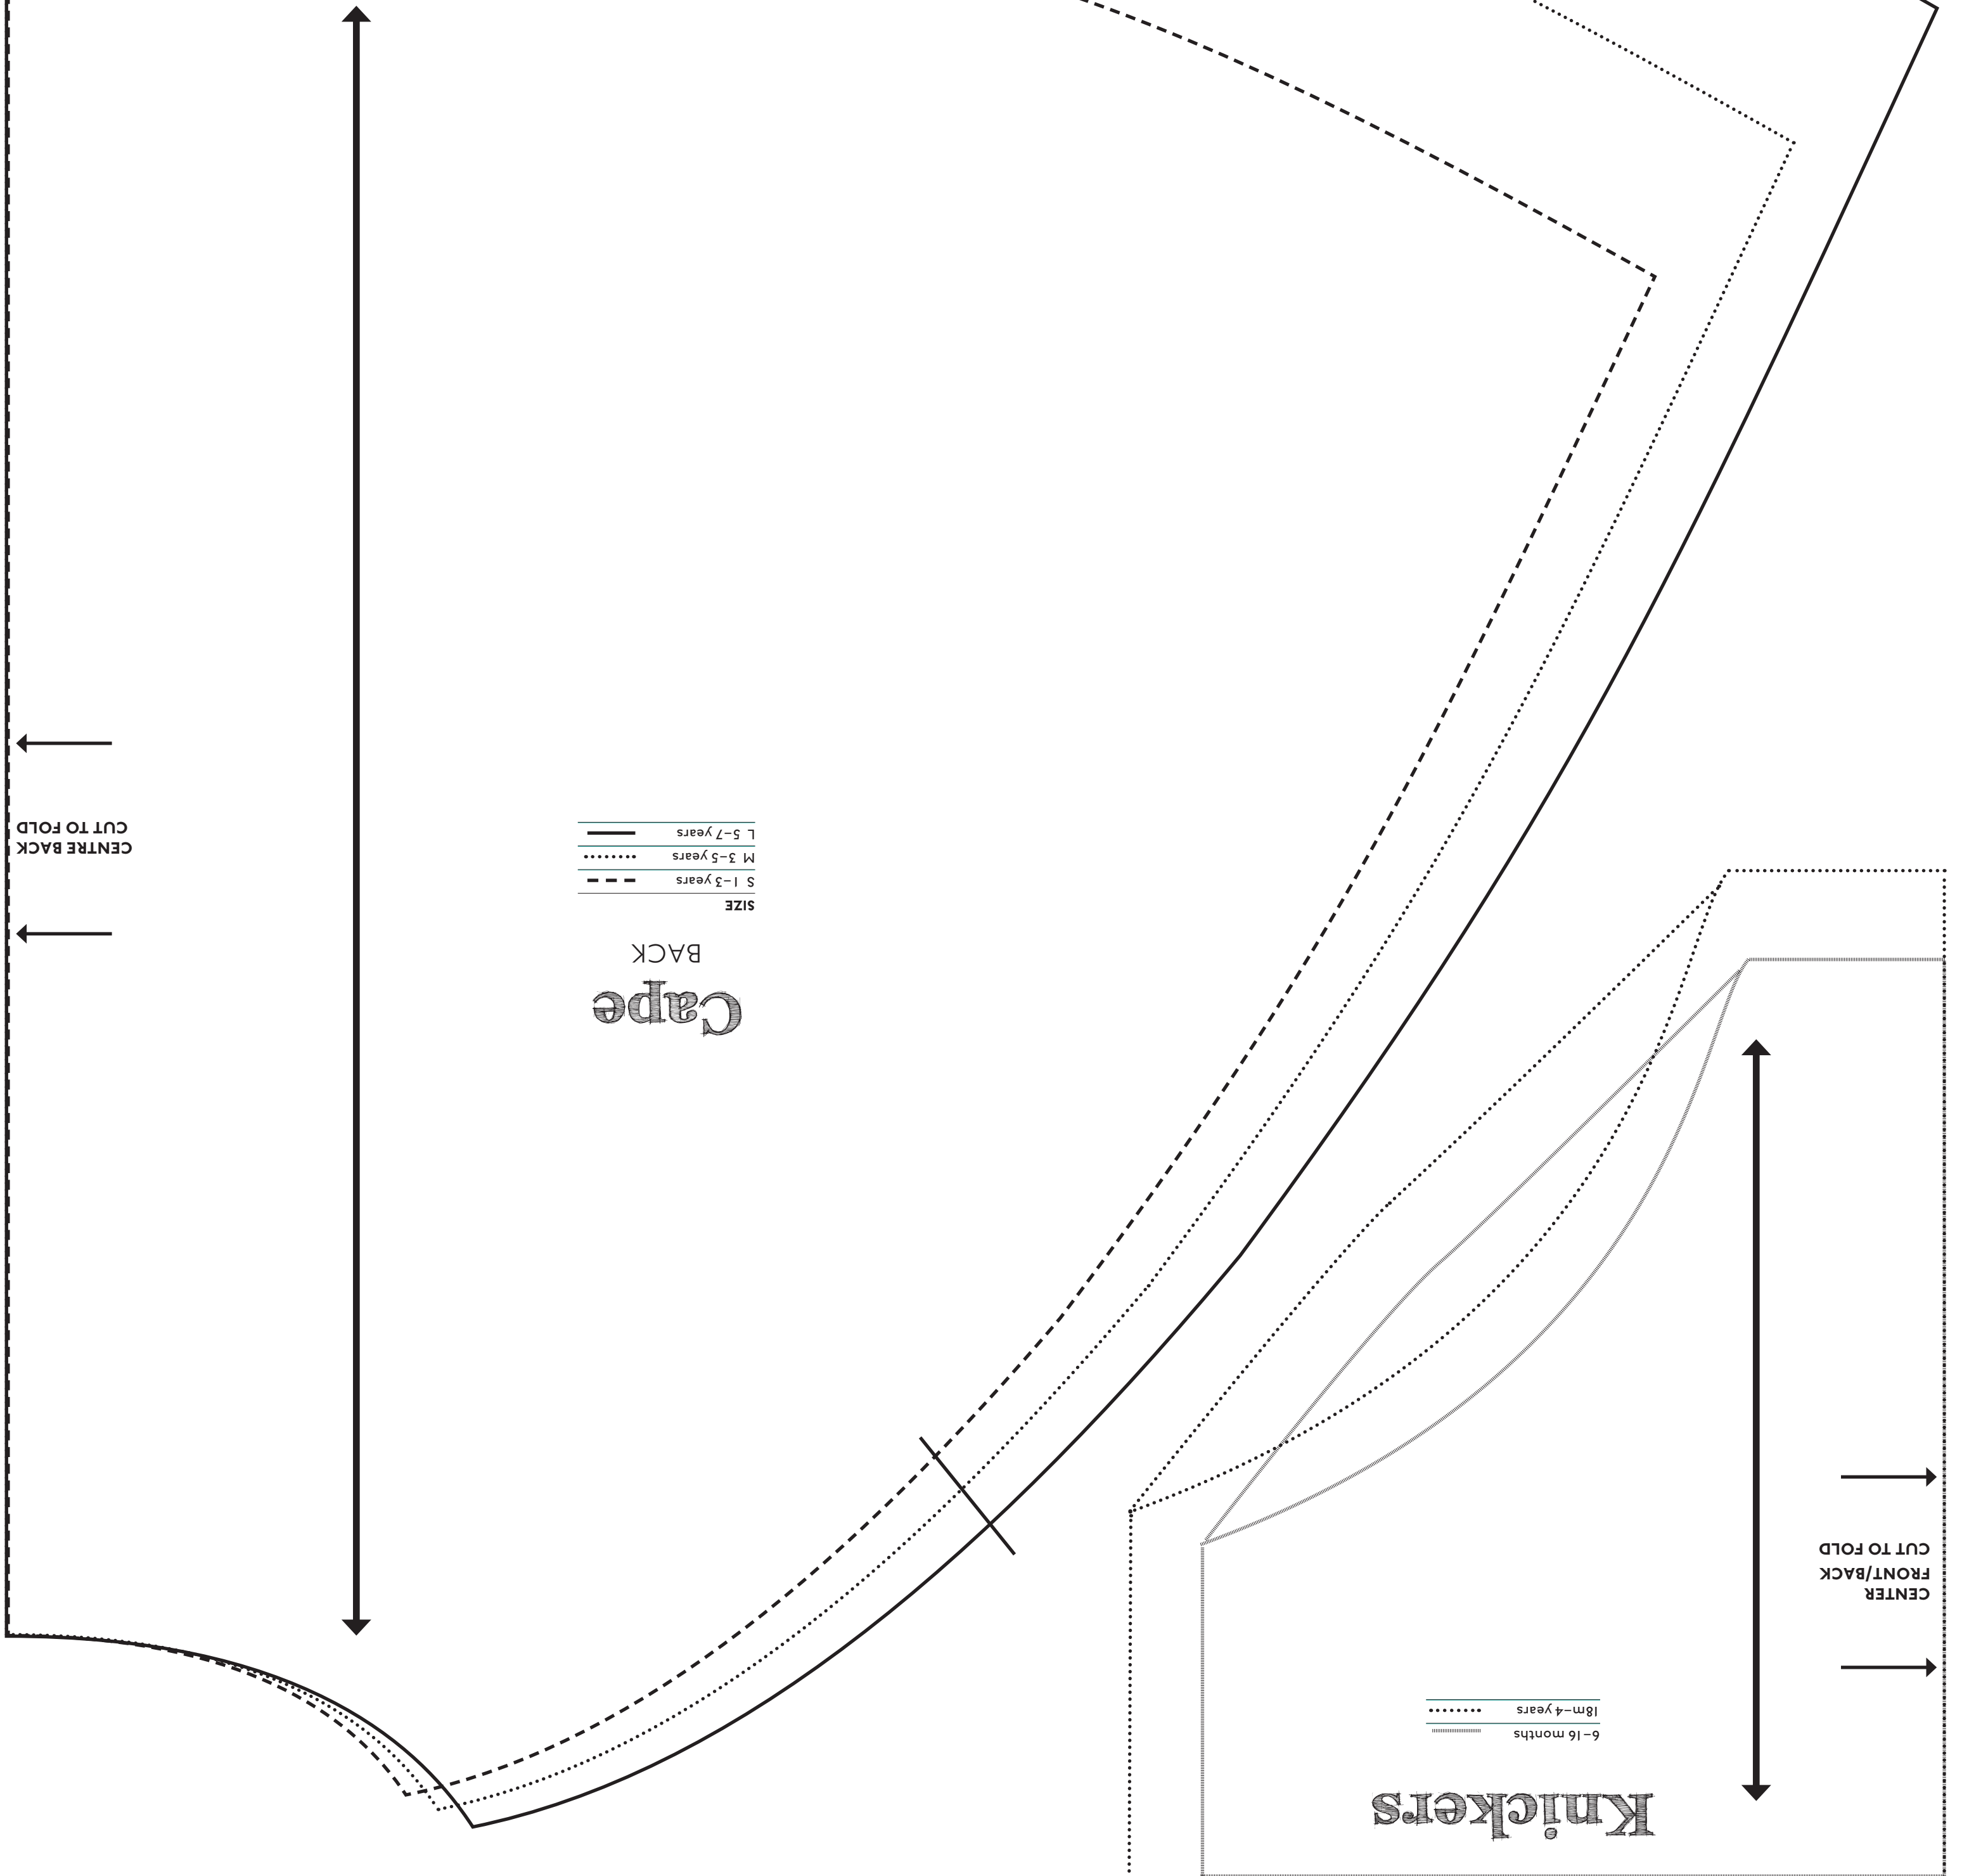 Knickers
6–16 months
18m–4 years
CENTER
FRONT/BACK
CUT TO FOLD
Cape
BACK
SIZE
S 1–3 years
M 3–5 years
L 5–7 years
CENTRE BACK
CUT TO FOLD